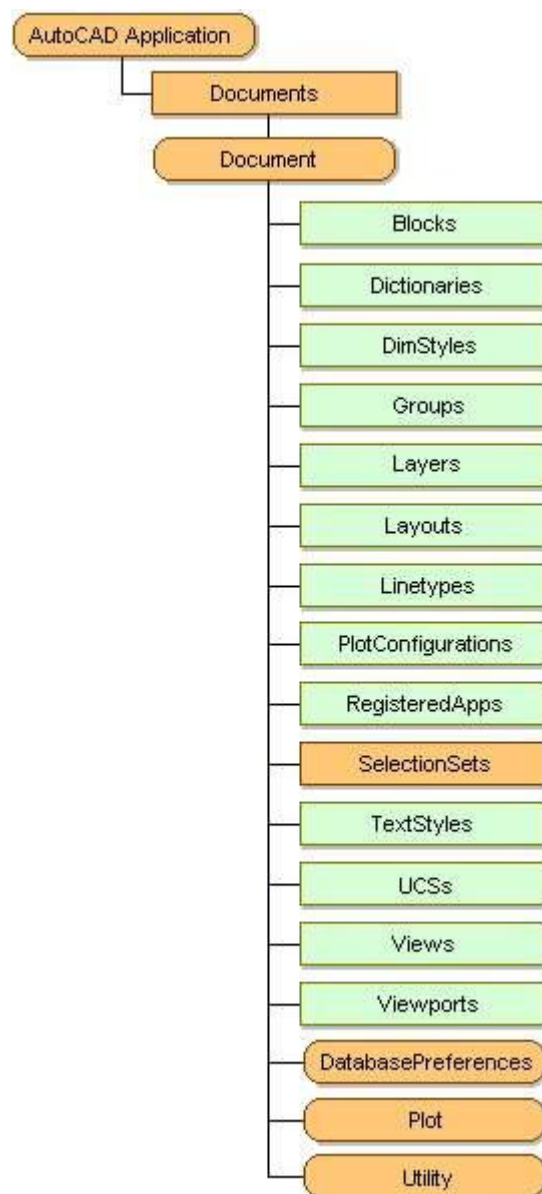 AutoCAD Application
Documents
Document
Blocks
Dictionaries
DimStyles
Groups
Layers
Layouts
Linetypes
PlotConfigurations
RegisteredApps
SelectionSets
TextStyles
UCSs
Views
Viewports
DatabasePreferences
Plot
Utility